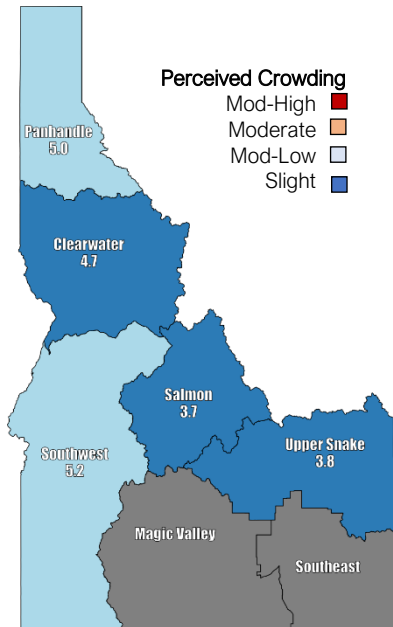 Perceived Crowding
Mod-High
Moderate
Mod-Low
Slight
Panhandle
5.0
Clearwater
4.7
Salmon
3.7
Southwest
5.2
Upper Snake
3.8
Magic Valley
Southeast